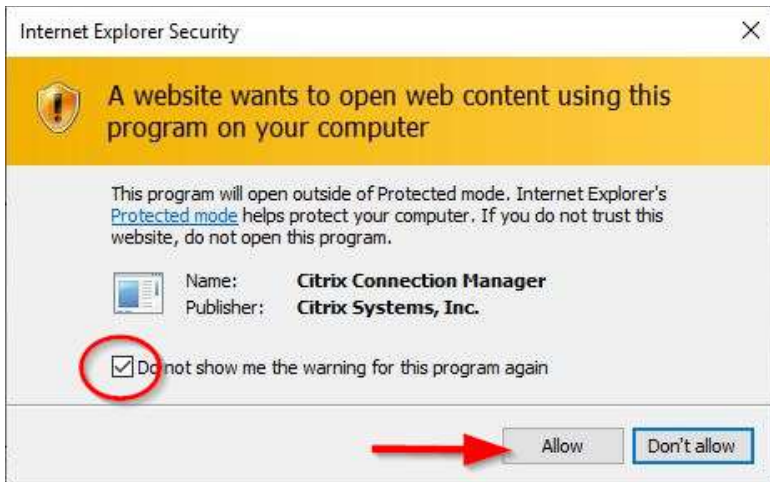 Internet Explorer Security
A website wants to open web content using this
program on your computer
This program will open outside of Protected mode. Internet Explorer's
Protected mode helps protect your computer. If you do not trust this
website, do not open this program.
Name: Citrix Connection Manager
Publisher: Citrix Systems, Inc.
Do not show me the warning for this program again
Allow Don't allow